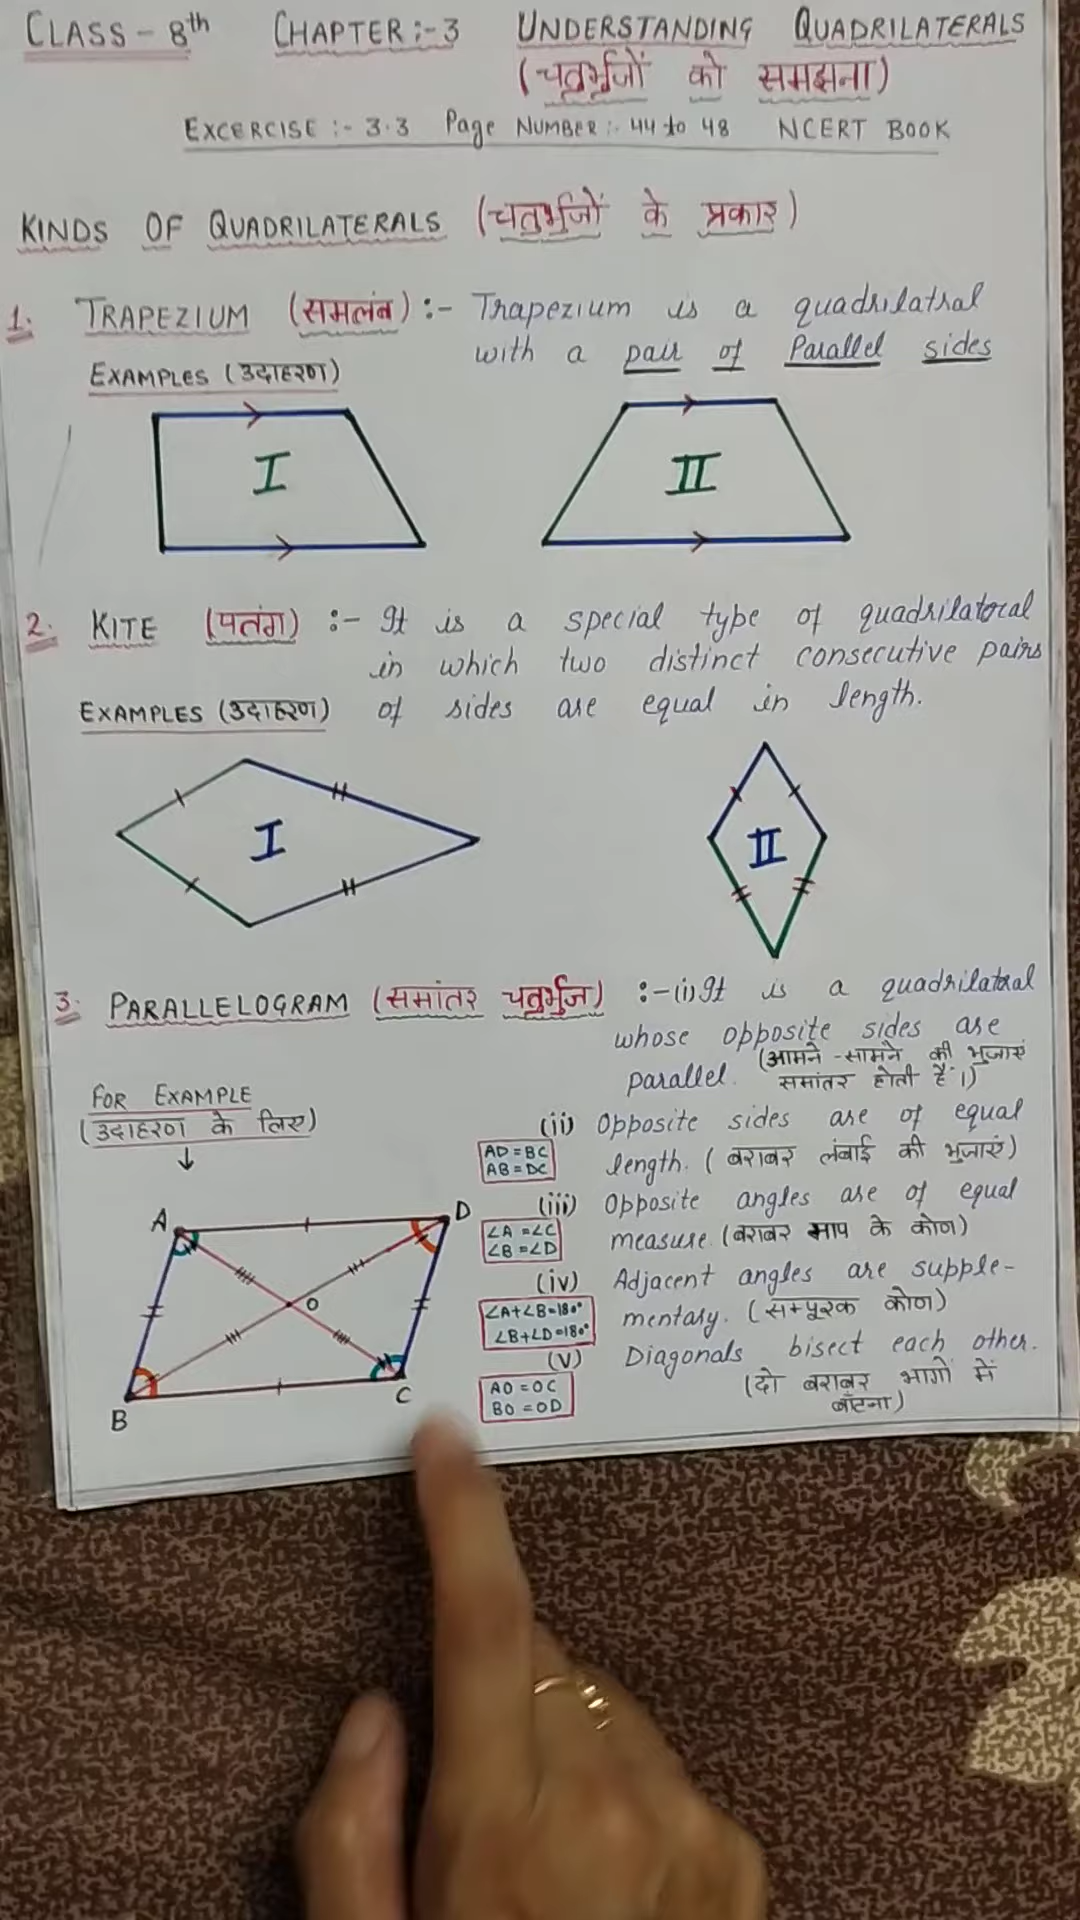 CLASS - 8th CHAPTER :- 3 UNDERSTANDING QUADRILATERALS
(चतुर्भुजों को समझना)
EXCERCISE :- 3.3 Page NUMBER :- 44 to 48 NCERT BOOK
KINDS OF QUADRILATERALS (चतुर्भुजों के प्रकार)
1. TRAPEZIUM (समलंब) :- Trapezium is a quadrilatral
with a pair of Parallel sides
EXAMPLES (उदाहरण)
I
II
2. KITE (पतंग) :- It is a special type of quadrilateral
in which two distinct consecutive pairs
EXAMPLES (उदाहरण) of sides are equal in length.
I
II
3. PARALLELOGRAM (समांतर चतुर्भुज) :- (i) It is a quadrilateral
whose opposite sides are
parallel. (आमने-सामने की भुजाएं
समांतर होती हैं।)
FOR EXAMPLE
(उदाहरण के लिए)
(ii) Opposite sides are of equal
length. (बराबर लंबाई की भुजाएं)
AD = BC
AB = DC
(iii) Opposite angles are of equal
measure. (बराबर माप के कोण)
∠A = ∠C
∠B = ∠D
(iv) Adjacent angles are supple-
mentary. (सम्पूरक कोण)
∠A+∠B=180°
∠B+∠D=180°
(v) Diagonals bisect each other.
(दो बराबर भागों में
बाँटना)
AO = OC
BO = OD
A
D
O
B
C